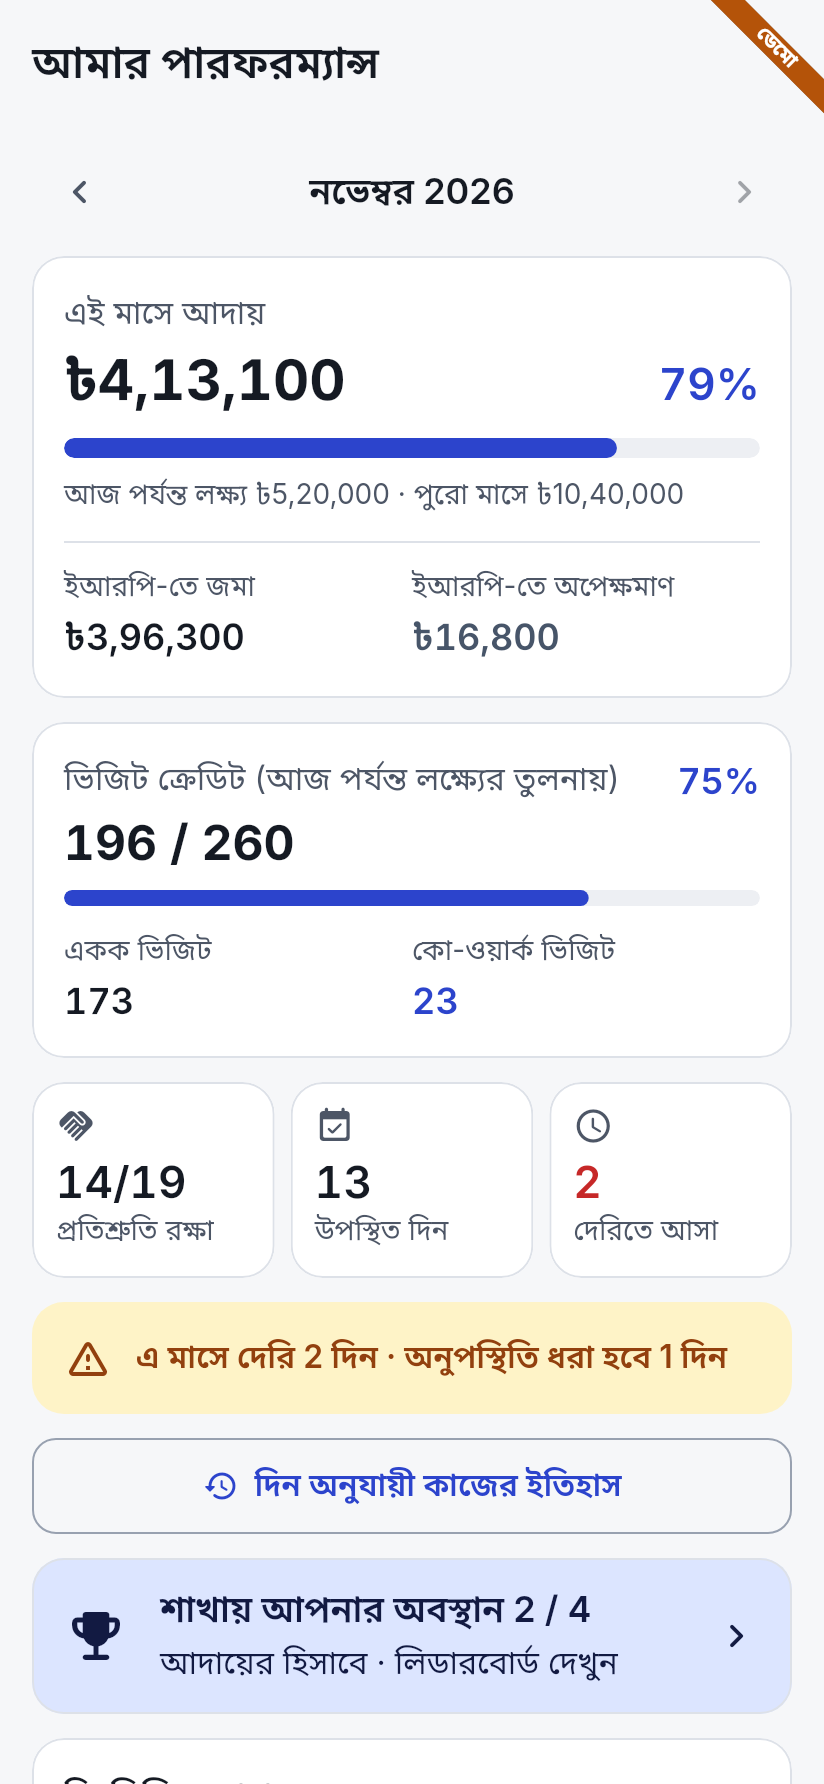 আমার পারফরম্যান্স
ডেমো
নভেম্বর 2026
এই মাসে আদায়
৳4,13,100
79%
আজ পর্যন্ত লক্ষ্য ৳5,20,000 · পুরো মাসে ৳10,40,000
ইআরপি-তে জমা
ইআরপি-তে অপেক্ষমাণ
৳3,96,300
৳16,800
ভিজিট ক্রেডিট (আজ পর্যন্ত লক্ষ্যের তুলনায়)
75%
196 / 260
একক ভিজিট
কো-ওয়ার্ক ভিজিট
173
23
14/19
13
2
প্রতিশ্রুতি রক্ষা
উপস্থিত দিন
দেরিতে আসা
এ মাসে দেরি 2 দিন · অনুপস্থিতি ধরা হবে 1 দিন
দিন অনুযায়ী কাজের ইতিহাস
শাখায় আপনার অবস্থান 2 / 4
আদায়ের হিসাবে · লিডারবোর্ড দেখুন